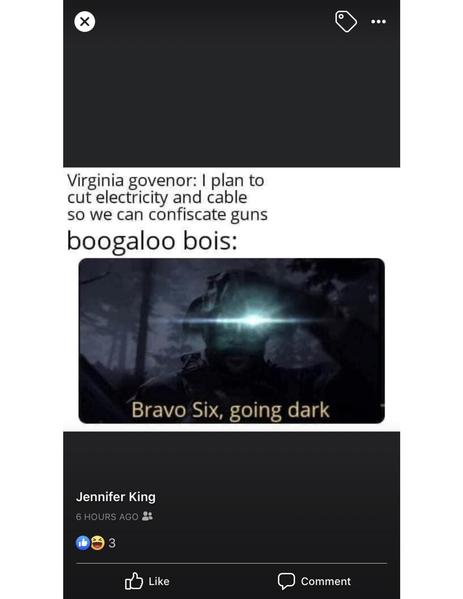 Virginia govenor: I plan to
cut electricity and cable
so we can confiscate guns
boogaloo bois:
Bravo Six, going dark
Jennifer King
6 HOURS AGO
3
Like
Comment